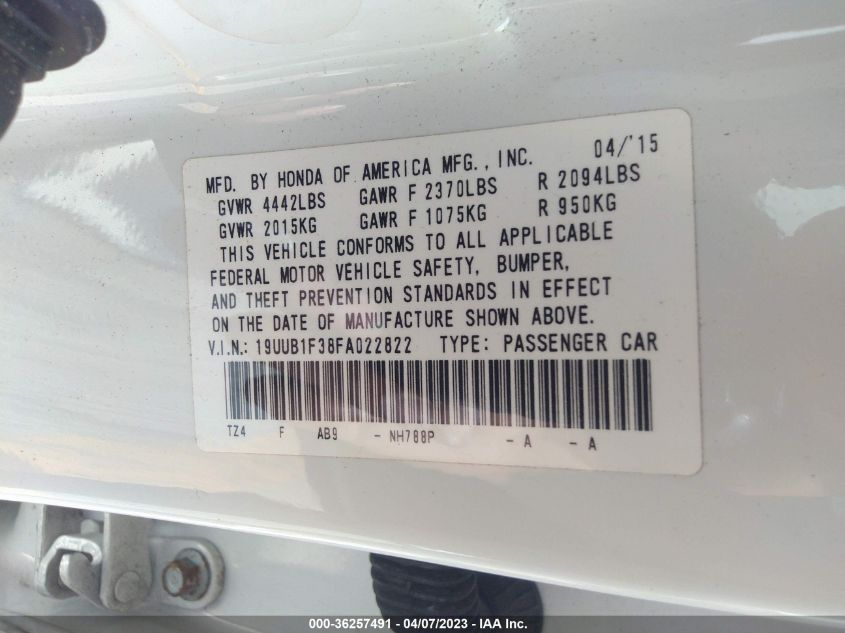 MFD. BY HONDA OF AMERICA MFG., INC. 04/'15
GVWR 4442LBS GAWR F 2370LBS R 2094LBS
GVWR 2015KG GAWR F 1075KG R 950KG
THIS VEHICLE CONFORMS TO ALL APPLICABLE
FEDERAL MOTOR VEHICLE SAFETY, BUMPER,
AND THEFT PREVENTION STANDARDS IN EFFECT
ON THE DATE OF MANUFACTURE SHOWN ABOVE.
V.I.N.: 19UUB1F38FA022822 TYPE: PASSENGER CAR
TZ4 F AB9 - NH788P - A - A
000-36257491 - 04/07/2023 - IAA Inc.